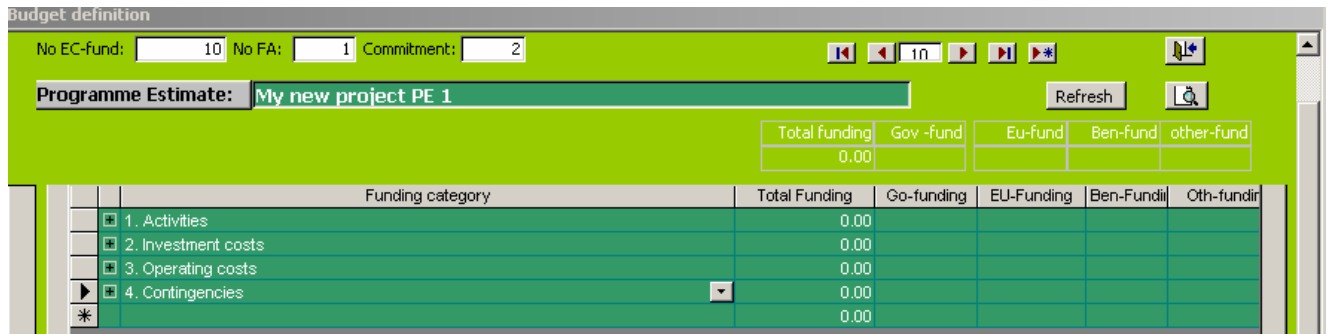 Budget definition
No EC-fund: 10 No FA: 1 Commitment: 2 10
Programme Estimate: My new project PE 1 Refresh
Total funding Gov -fund Eu-fund Ben-fund other-fund
0.00
Funding category Total Funding Go-funding EU-Funding Ben-Fundi Oth-fundir
1. Activities 0.00
2. Investment costs 0.00
3. Operating costs 0.00
4. Contingencies 0.00
0.00